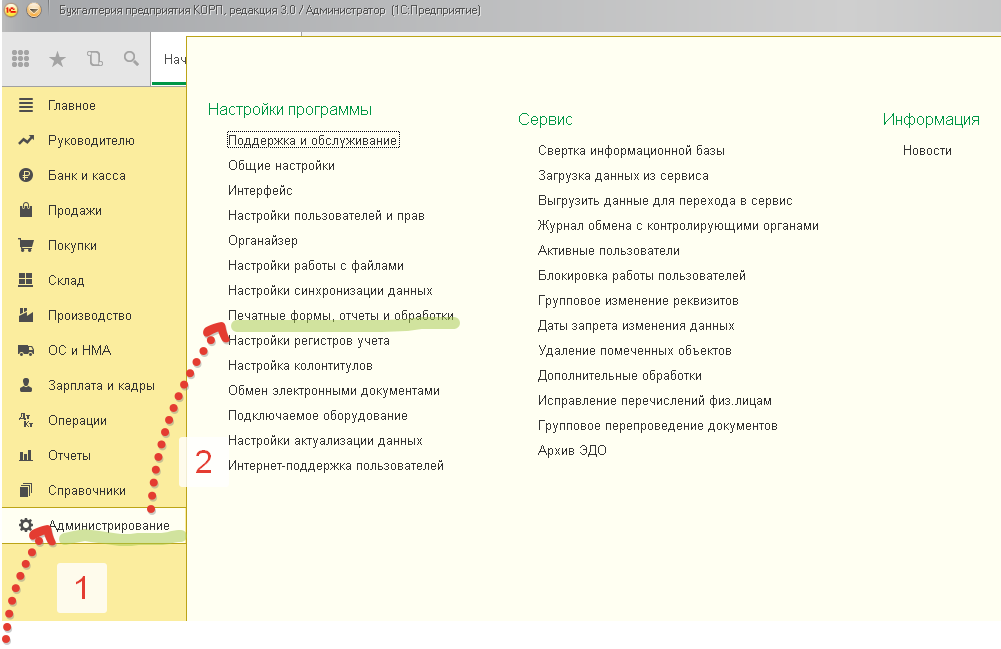 Бухгалтерия предприятия КОРП, редакция 3.0 / Администратор (1С:Предприятие)
Нач
Главное
Руководителю
Банк и касса
Продажи
Покупки
Склад
Производство
ОС и НМА
Зарплата и кадры
Дт Кт
Операции
Отчеты
Справочники
Администрирование
1
2
Настройки программы
Поддержка и обслуживание
Общие настройки
Интерфейс
Настройки пользователей и прав
Органайзер
Настройки работы с файлами
Настройки синхронизации данных
Печатные формы, отчеты и обработки
Настройки регистров учета
Настройка колонтитулов
Обмен электронными документами
Подключаемое оборудование
Настройки актуализации данных
Интернет-поддержка пользователей
Сервис
Свертка информационной базы
Загрузка данных из сервиса
Выгрузить данные для перехода в сервис
Журнал обмена с контролирующими органами
Активные пользователи
Блокировка работы пользователей
Групповое изменение реквизитов
Даты запрета изменения данных
Удаление помеченных объектов
Дополнительные обработки
Исправление перечислений физ.лицам
Групповое перепроведение документов
Архив ЭДО
Информация
Новости